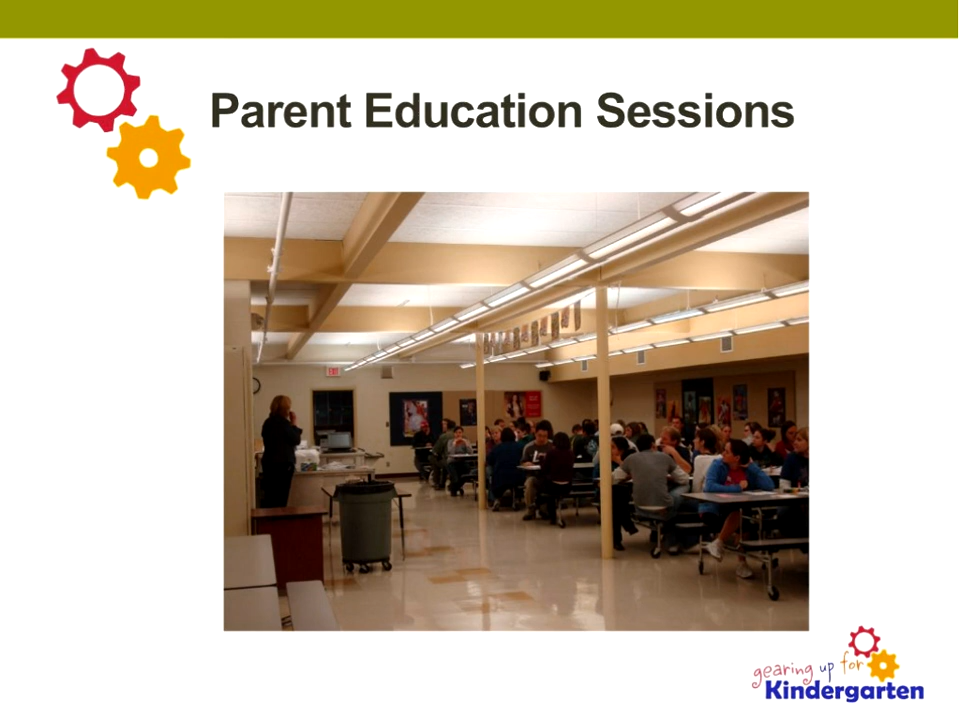 Parent Education Sessions
gearing up for
Kindergarten